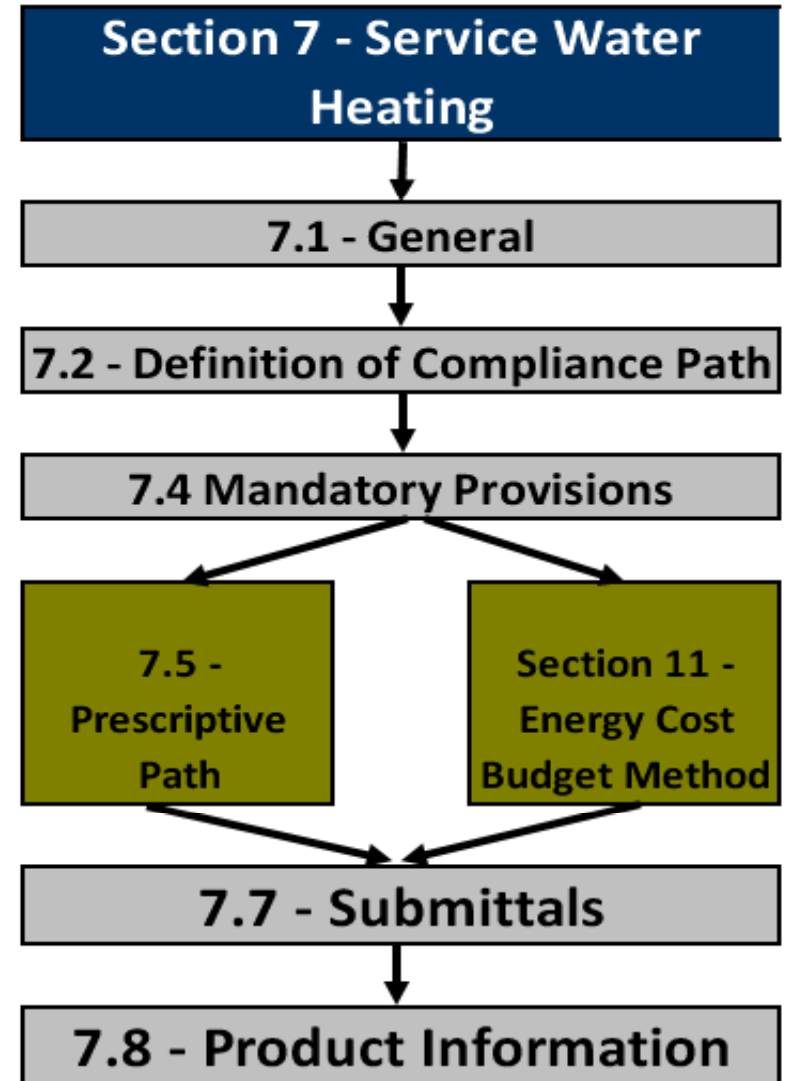 Section 7 - Service Water
Heating
7.1 - General
7.2 - Definition of Compliance Path
7.4 Mandatory Provisions
7.5 -
Prescriptive
Path
Section 11 -
Energy Cost
Budget Method
7.7 - Submittals
7.8 - Product Information